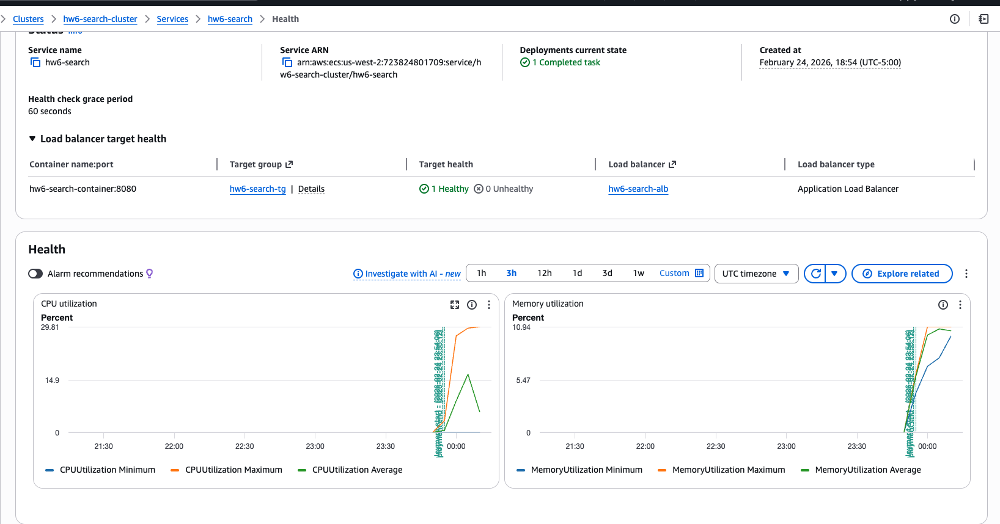 Clusters
hw6-search-cluster
Services
hw6-search
Health
Status Info
Service name
hw6-search
Service ARN
arn:aws:ecs:us-west-2:723824801709:service/h
w6-search-cluster/hw6-search
Deployments current state
1 Completed task
Created at
February 24, 2026, 18:54 (UTC-5:00)
Health check grace period
60 seconds
Load balancer target health
Container name:port
Target group
Target health
Load balancer
Load balancer type
hw6-search-container:8080
hw6-search-tg | Details
1 Healthy
0 Unhealthy
hw6-search-alb
Application Load Balancer
Health
Alarm recommendations
Investigate with AI - new
1h
3h
12h
1d
3d
1w
Custom
UTC timezone
Explore related
CPU utilization
Percent
29.81
14.9
0
21:30
22:00
22:30
23:00
23:30
00:00
CPUUtilization Minimum
CPUUtilization Maximum
CPUUtilization Average
Memory utilization
Percent
10.94
5.47
0
21:30
22:00
22:30
23:00
23:30
00:00
MemoryUtilization Minimum
MemoryUtilization Maximum
MemoryUtilization Average